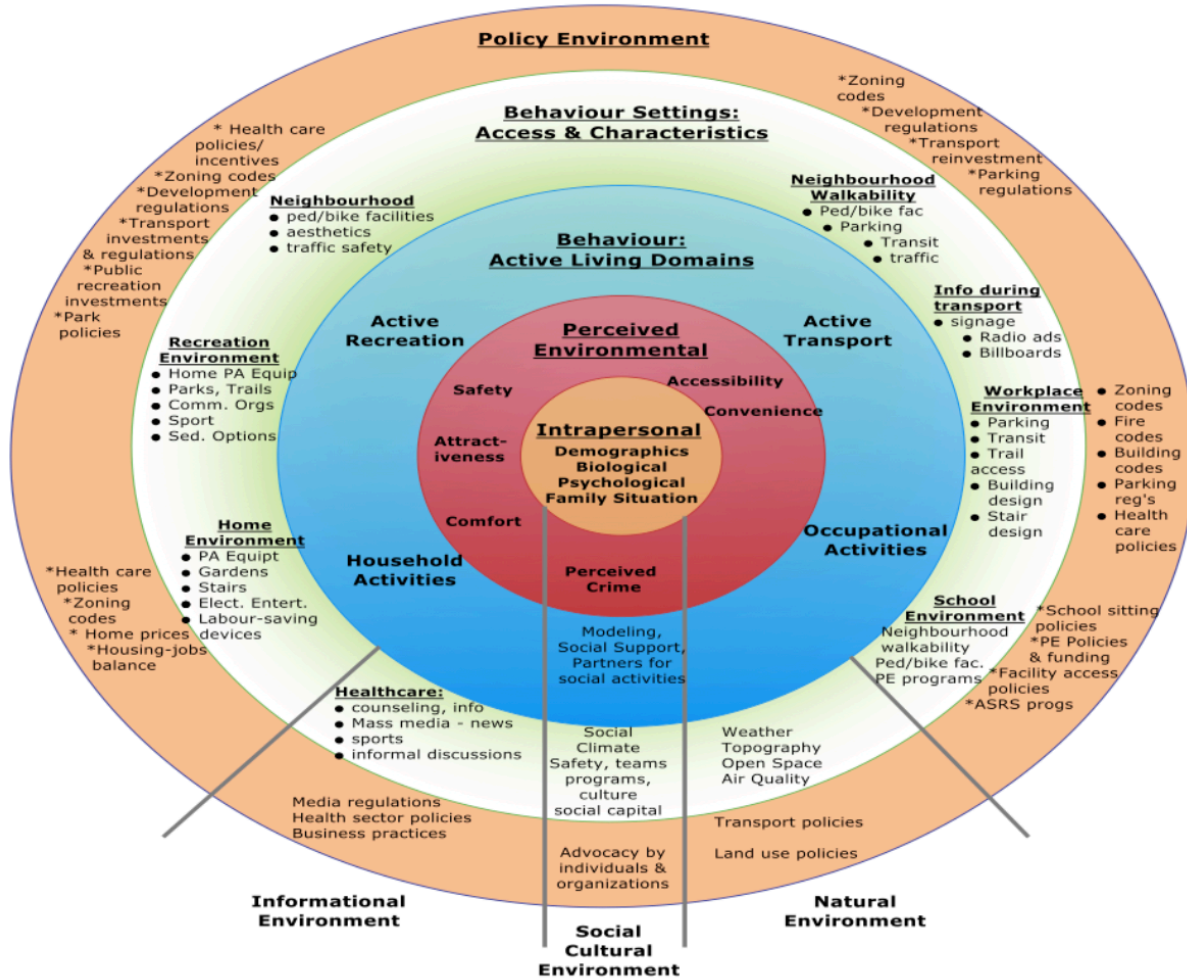 Policy Environment
Behaviour Settings:
Access & Characteristics
* Health care
policies/
incentives
*Zoning codes
*Development
regulations
*Transport
investments
& regulations
*Public
recreation
investments
*Park
policies
*Zoning
codes
*Development
regulations
*Transport
reinvestment
*Parking
regulations
Neighbourhood
● ped/bike facilities
● aesthetics
● traffic safety
Neighbourhood
Walkability
● Ped/bike fac
● Parking
● Transit
● traffic
Behaviour:
Active Living Domains
Info during
transport
● signage
● Radio ads
● Billboards
Active
Recreation
Active
Transport
Perceived
Environmental
Recreation
Environment
● Home PA Equip
● Parks, Trails
● Comm. Orgs
● Sport
● Sed. Options
Safety
Accessibility
Convenience
Attract-
iveness
Intrapersonal
Demographics
Biological
Psychological
Family Situation
Workplace
Environment
● Parking
● Transit
● Trail
access
● Building
design
● Stair
design
● Zoning
codes
● Fire
codes
● Building
codes
● Parking
reg's
● Health
care
policies
Comfort
Home
Environment
● PA Equipt
● Gardens
● Stairs
● Elect. Entert.
● Labour-saving
devices
Household
Activities
Occupational
Activities
Perceived
Crime
*Health care
policies
*Zoning
codes
* Home prices
*Housing-jobs
balance
School
Environment
Neighbourhood
walkability
Ped/bike fac.
PE programs
*School sitting
policies
*PE Policies
& funding
*Facility access
policies
*ASRS progs
Modeling,
Social Support,
Partners for
social activities
Healthcare:
● counseling, info
● Mass media - news
● sports
● informal discussions
Social
Climate
Safety, teams
programs,
culture
social capital
Weather
Topography
Open Space
Air Quality
Media regulations
Health sector policies
Business practices
Advocacy by
individuals &
organizations
Transport policies
Land use policies
Informational
Environment
Social
Cultural
Environment
Natural
Environment